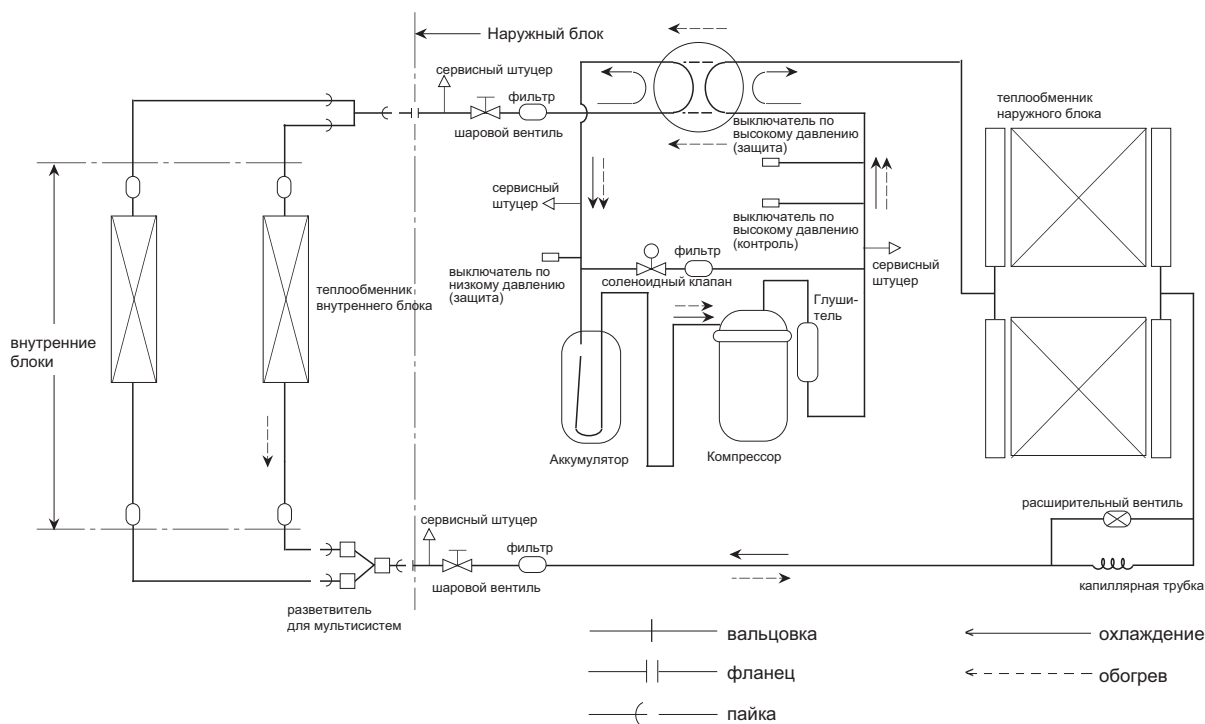 Наружный блок
сервисный штуцер
фильтр
шаровой вентиль
выключатель по
высокому давлению
(защита)
теплообменник
наружного блока
сервисный
штуцер
выключатель по
высокому давлению
(контроль)
фильтр
соленоидный клапан
сервисный
штуцер
выключатель по
низкому давлению
(защита)
теплообменник
внутреннего блока
Глуши-
тель
внутренние
блоки
Аккумулятор
Компрессор
расширительный вентиль
капиллярная трубка
сервисный штуцер
фильтр
шаровой вентиль
разветвитель
для мультисистем
вальцовка
фланец
пайка
охлаждение
обогрев